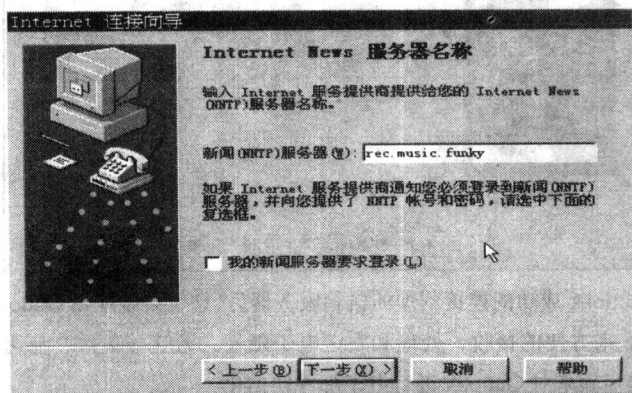 Internet 连接向导
Internet News 服务器名称
输入 Internet 服务提供商提供给您的 Internet News
(NNTP)服务器名称。
新闻(NNTP)服务器(W): rec.music.funky
如果 Internet 服务提供商通知您必须登录到新闻(NNTP)
服务器，并向您提供了 NNTP 帐号和密码，请选中下面的
复选框。
我的新闻服务器要求登录(L)
< 上一步(B) 下一步(X) > 取消 帮助